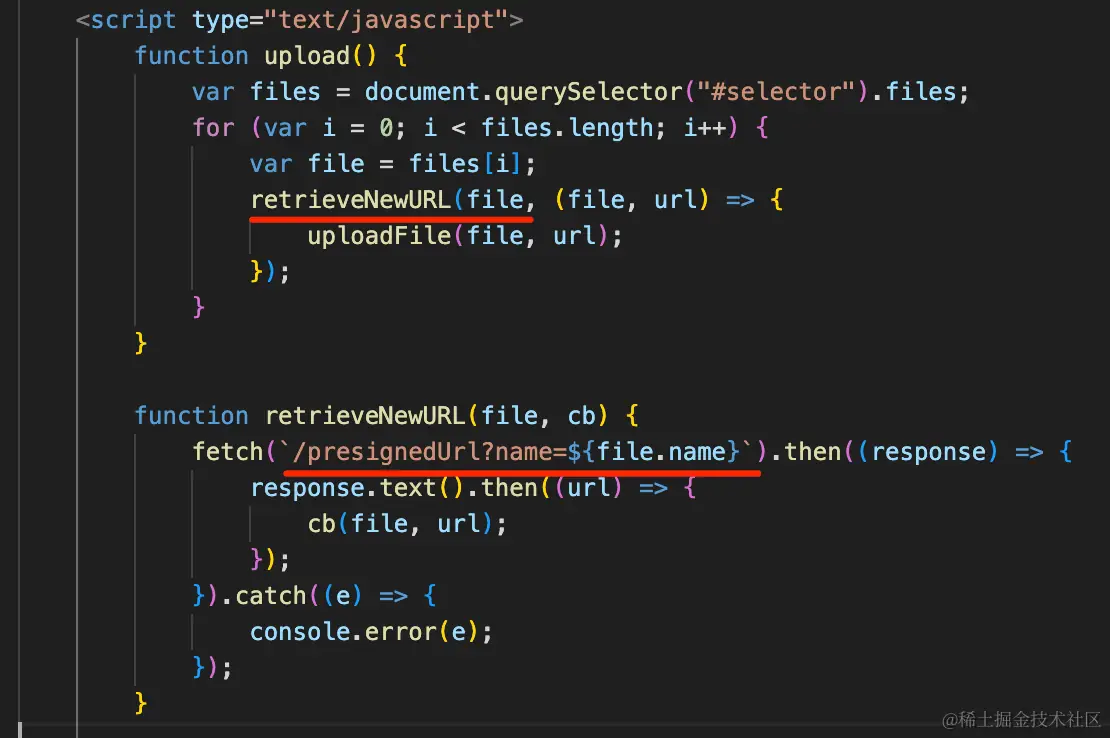 <script type="text/javascript">
function upload() {
var files = document.querySelector("#selector").files;
for (var i = 0; i < files.length; i++) {
var file = files[i];
retrieveNewURL(file, (file, url) => {
uploadFile(file, url);
});
}
}
function retrieveNewURL(file, cb) {
fetch(`/presignedUrl?name=${file.name}`).then((response) => {
response.text().then((url) => {
cb(file, url);
});
}).catch((e) => {
console.error(e);
});
}
@稀土掘金技术社区